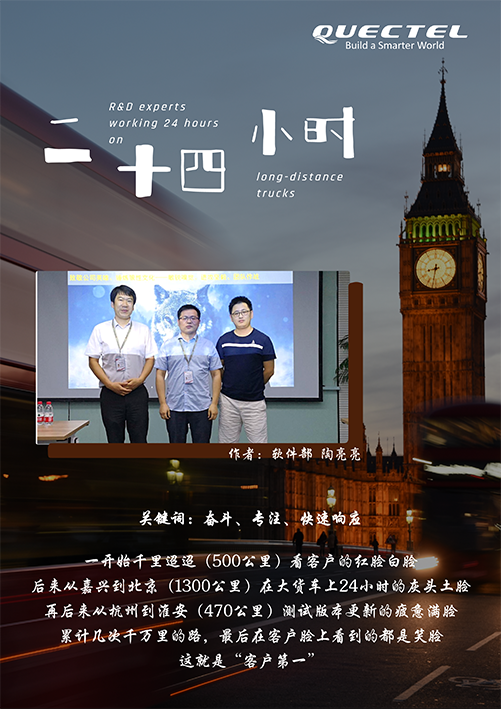 QUECTEL
Build a Smarter World
R&D experts
working 24 hours
on
二十四小时
long-distance
trucks
作者：软件部 陶亮亮
关键词：奋斗、专注、快速响应
一开始千里迢迢（500公里）看客户的红脸白脸
后来从嘉兴到北京（1300公里）在大货车上24小时的灰头土脸
再后来从杭州到淮安（470公里）测试版本更新的疲惫满脸
累计几次千万里的路，最后在客户脸上看到的都是笑脸
这就是“客户第一”